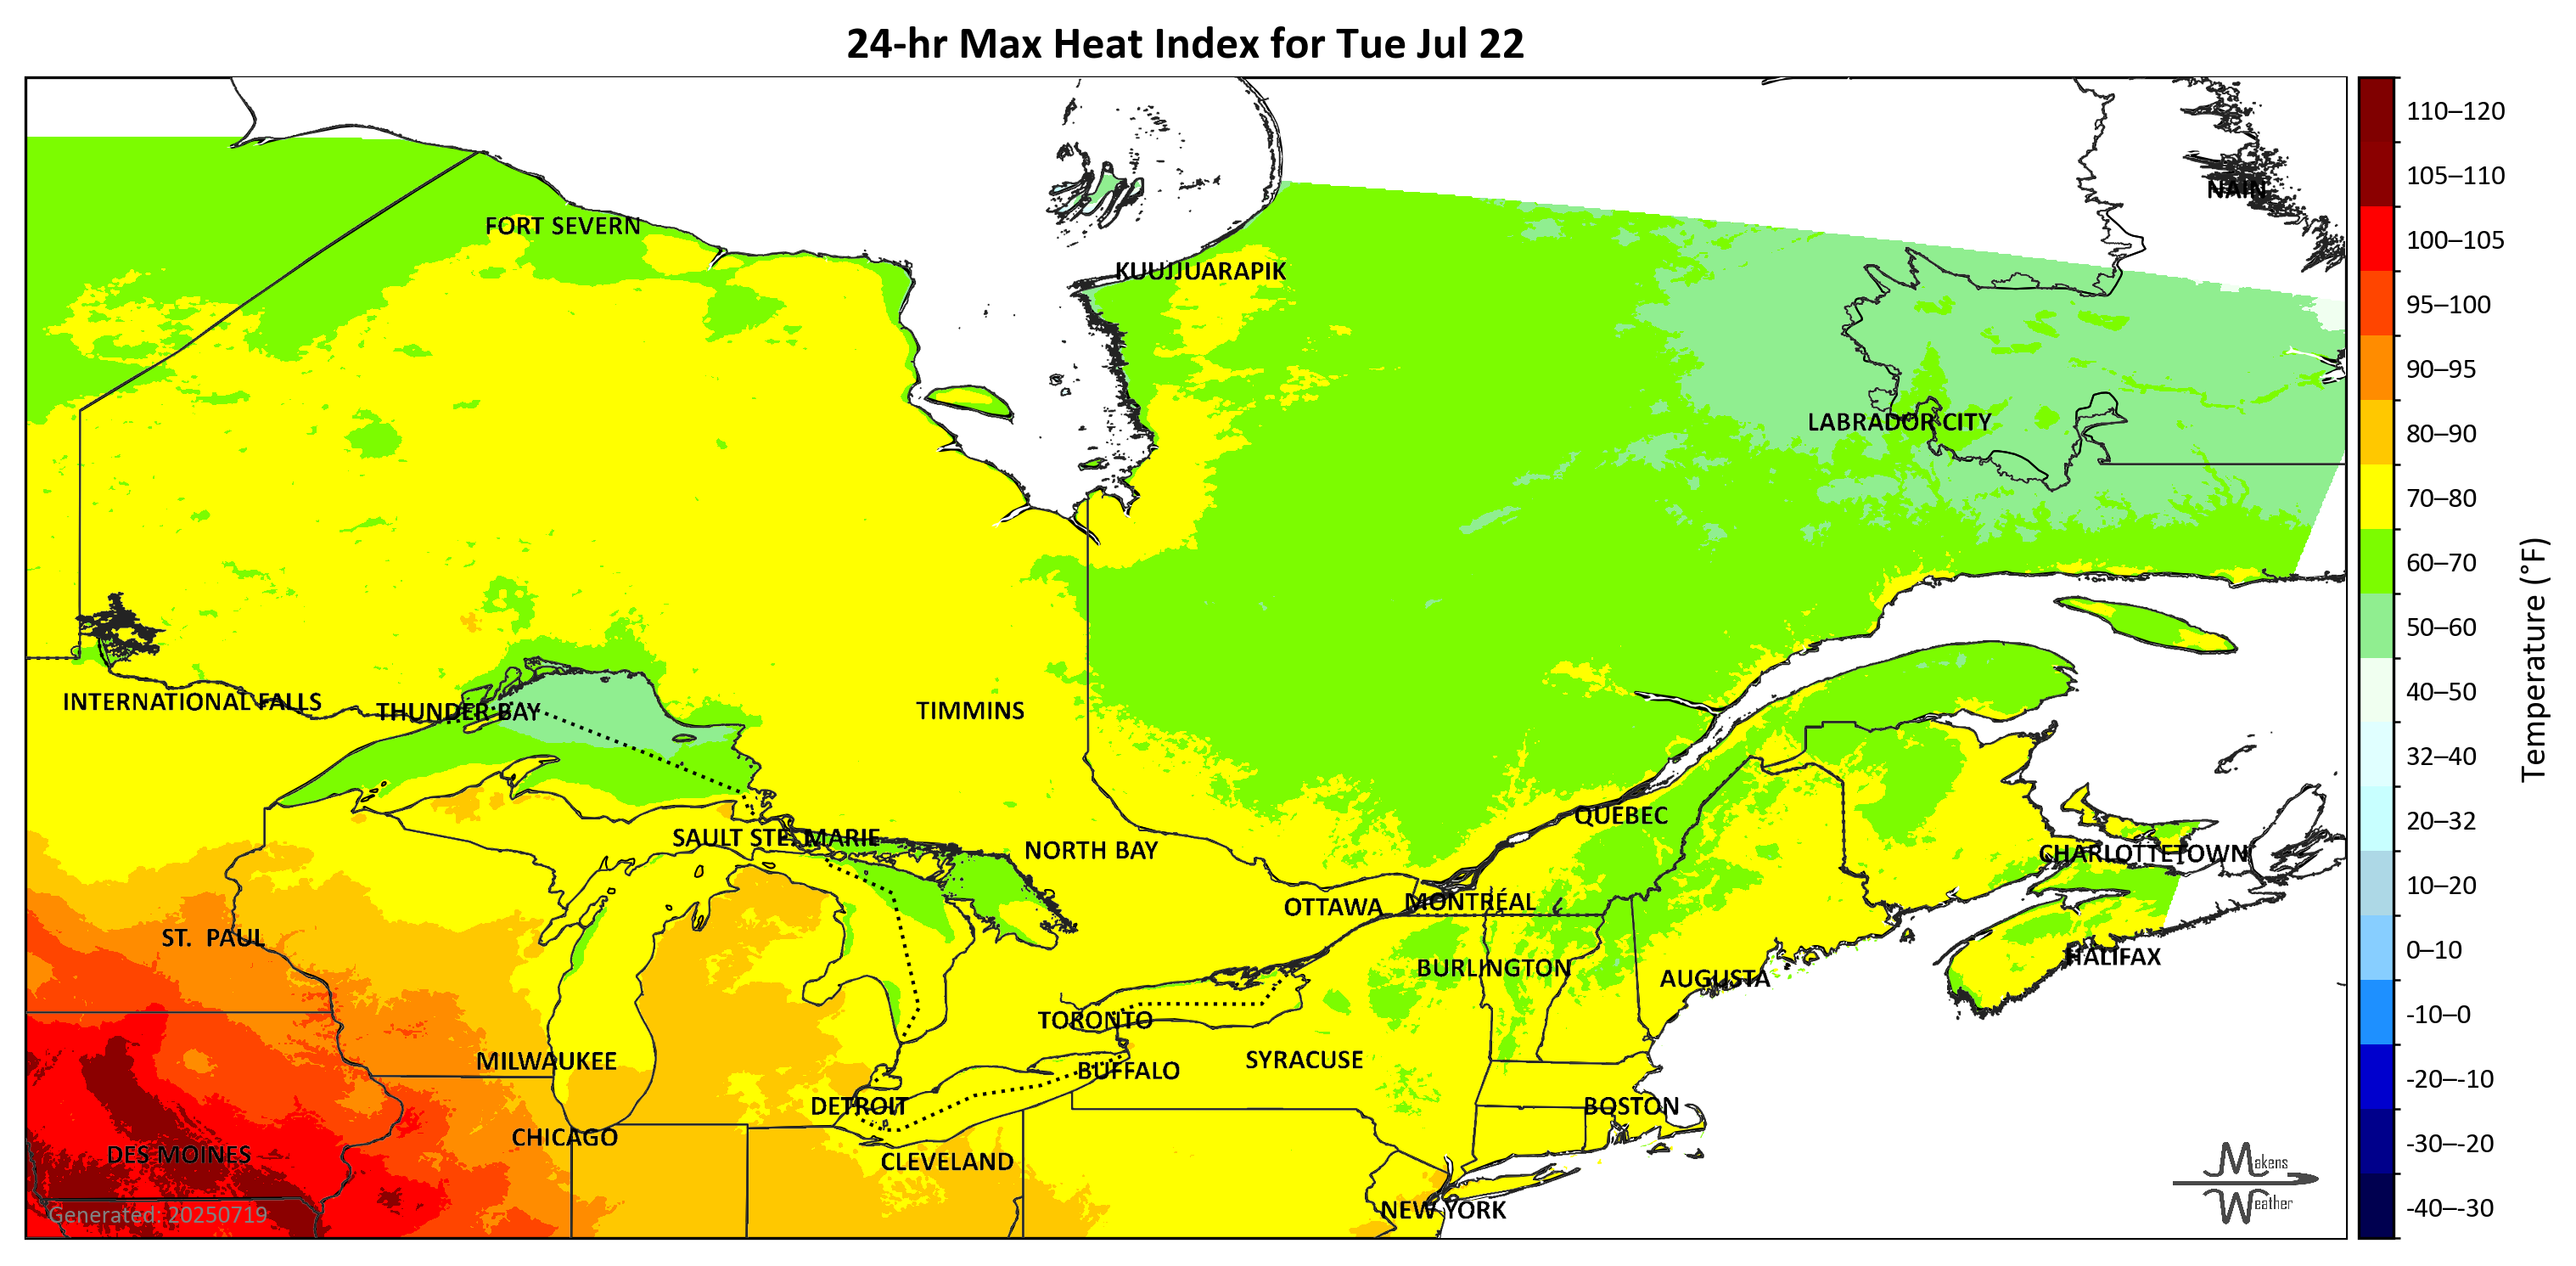 24-hr Max Heat Index for Tue Jul 22
NAIN
FORT SEVERN
KUUJJUARAPIK
LABRADOR CITY
INTERNATIONAL FALLS
THUNDER BAY
TIMMINS
QUEBEC
SAULT STE. MARIE
NORTH BAY
CHARLOTTETOWN
OTTAWA
MONTRÉAL
ST.  PAUL
HALIFAX
BURLINGTON
AUGUSTA
TORONTO
MILWAUKEE
SYRACUSE
BUFFALO
DETROIT
BOSTON
CHICAGO
DES MOINES
CLEVELAND
NEW YORK
Generated: 20250719
Makens
Weather
110–120
105–110
100–105
95–100
90–95
80–90
70–80
60–70
50–60
40–50
32–40
20–32
10–20
0–10
-10–0
-20–-10
-30–-20
-40–-30
Temperature (°F)